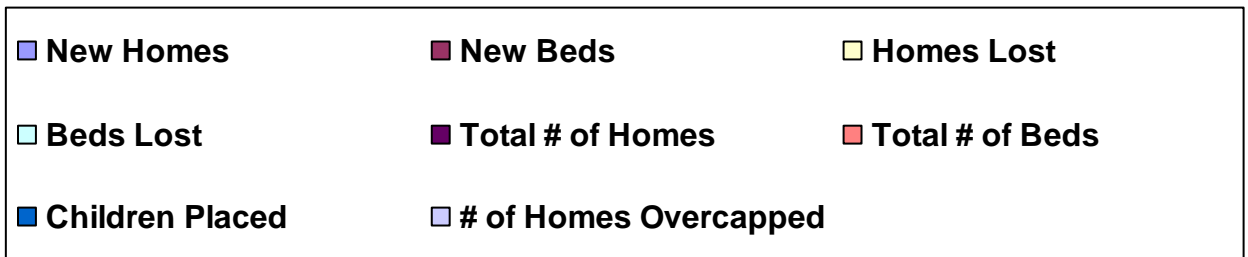 New Homes New Beds Homes Lost
Beds Lost Total # of Homes Total # of Beds
Children Placed # of Homes Overcapped